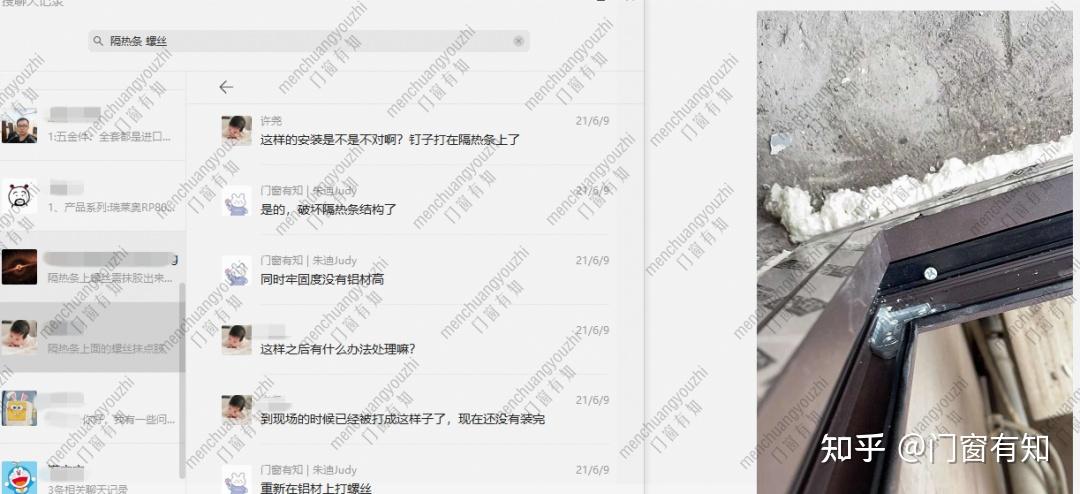 搜聊天记录
隔热条 螺丝
1:五金件：全套都是进口...
1、产品系列:瑞莱奥RP80...
g
隔热条上螺丝需抹胶出来...
隔热条上面的螺丝抹点胶
你好，我有一些问...
3条相关聊天记录
许尧
21/6/9
这样的安装是不是不对啊？钉子打在隔热条上了
门窗有知 | 朱迪Judy
21/6/9
是的，破坏隔热条结构了
门窗有知 | 朱迪Judy
21/6/9
同时牢固度没有铝材高
21/6/9
这样之后有什么办法处理嘛？
21/6/9
到现场的时候已经被打成这样子了，现在还没有装完
门窗有知 | 朱迪Judy
21/6/9
重新在铝材上打螺丝
menchuangyouzhi
门窗有知
知乎 @门窗有知